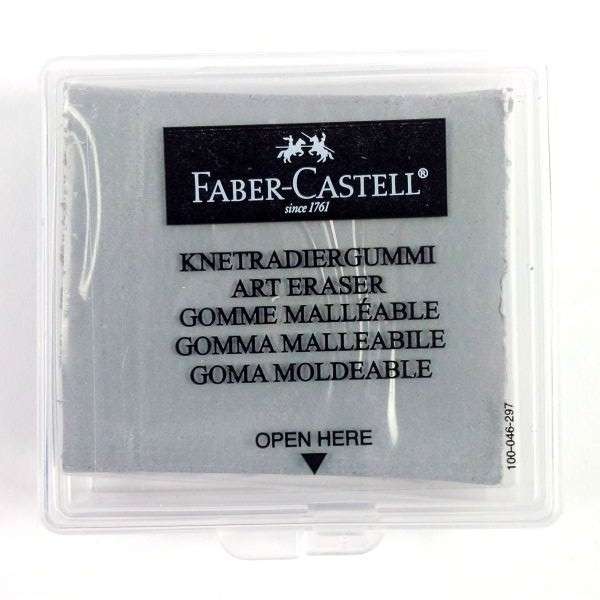 FABER-CASTELL®
since 1761
KNETRADIERGUMMI
ART ERASER
GOMME MALLÉABLE
GOMMA MALLEABILE
GOMA MOLDEABLE
OPEN HERE
100-046-297